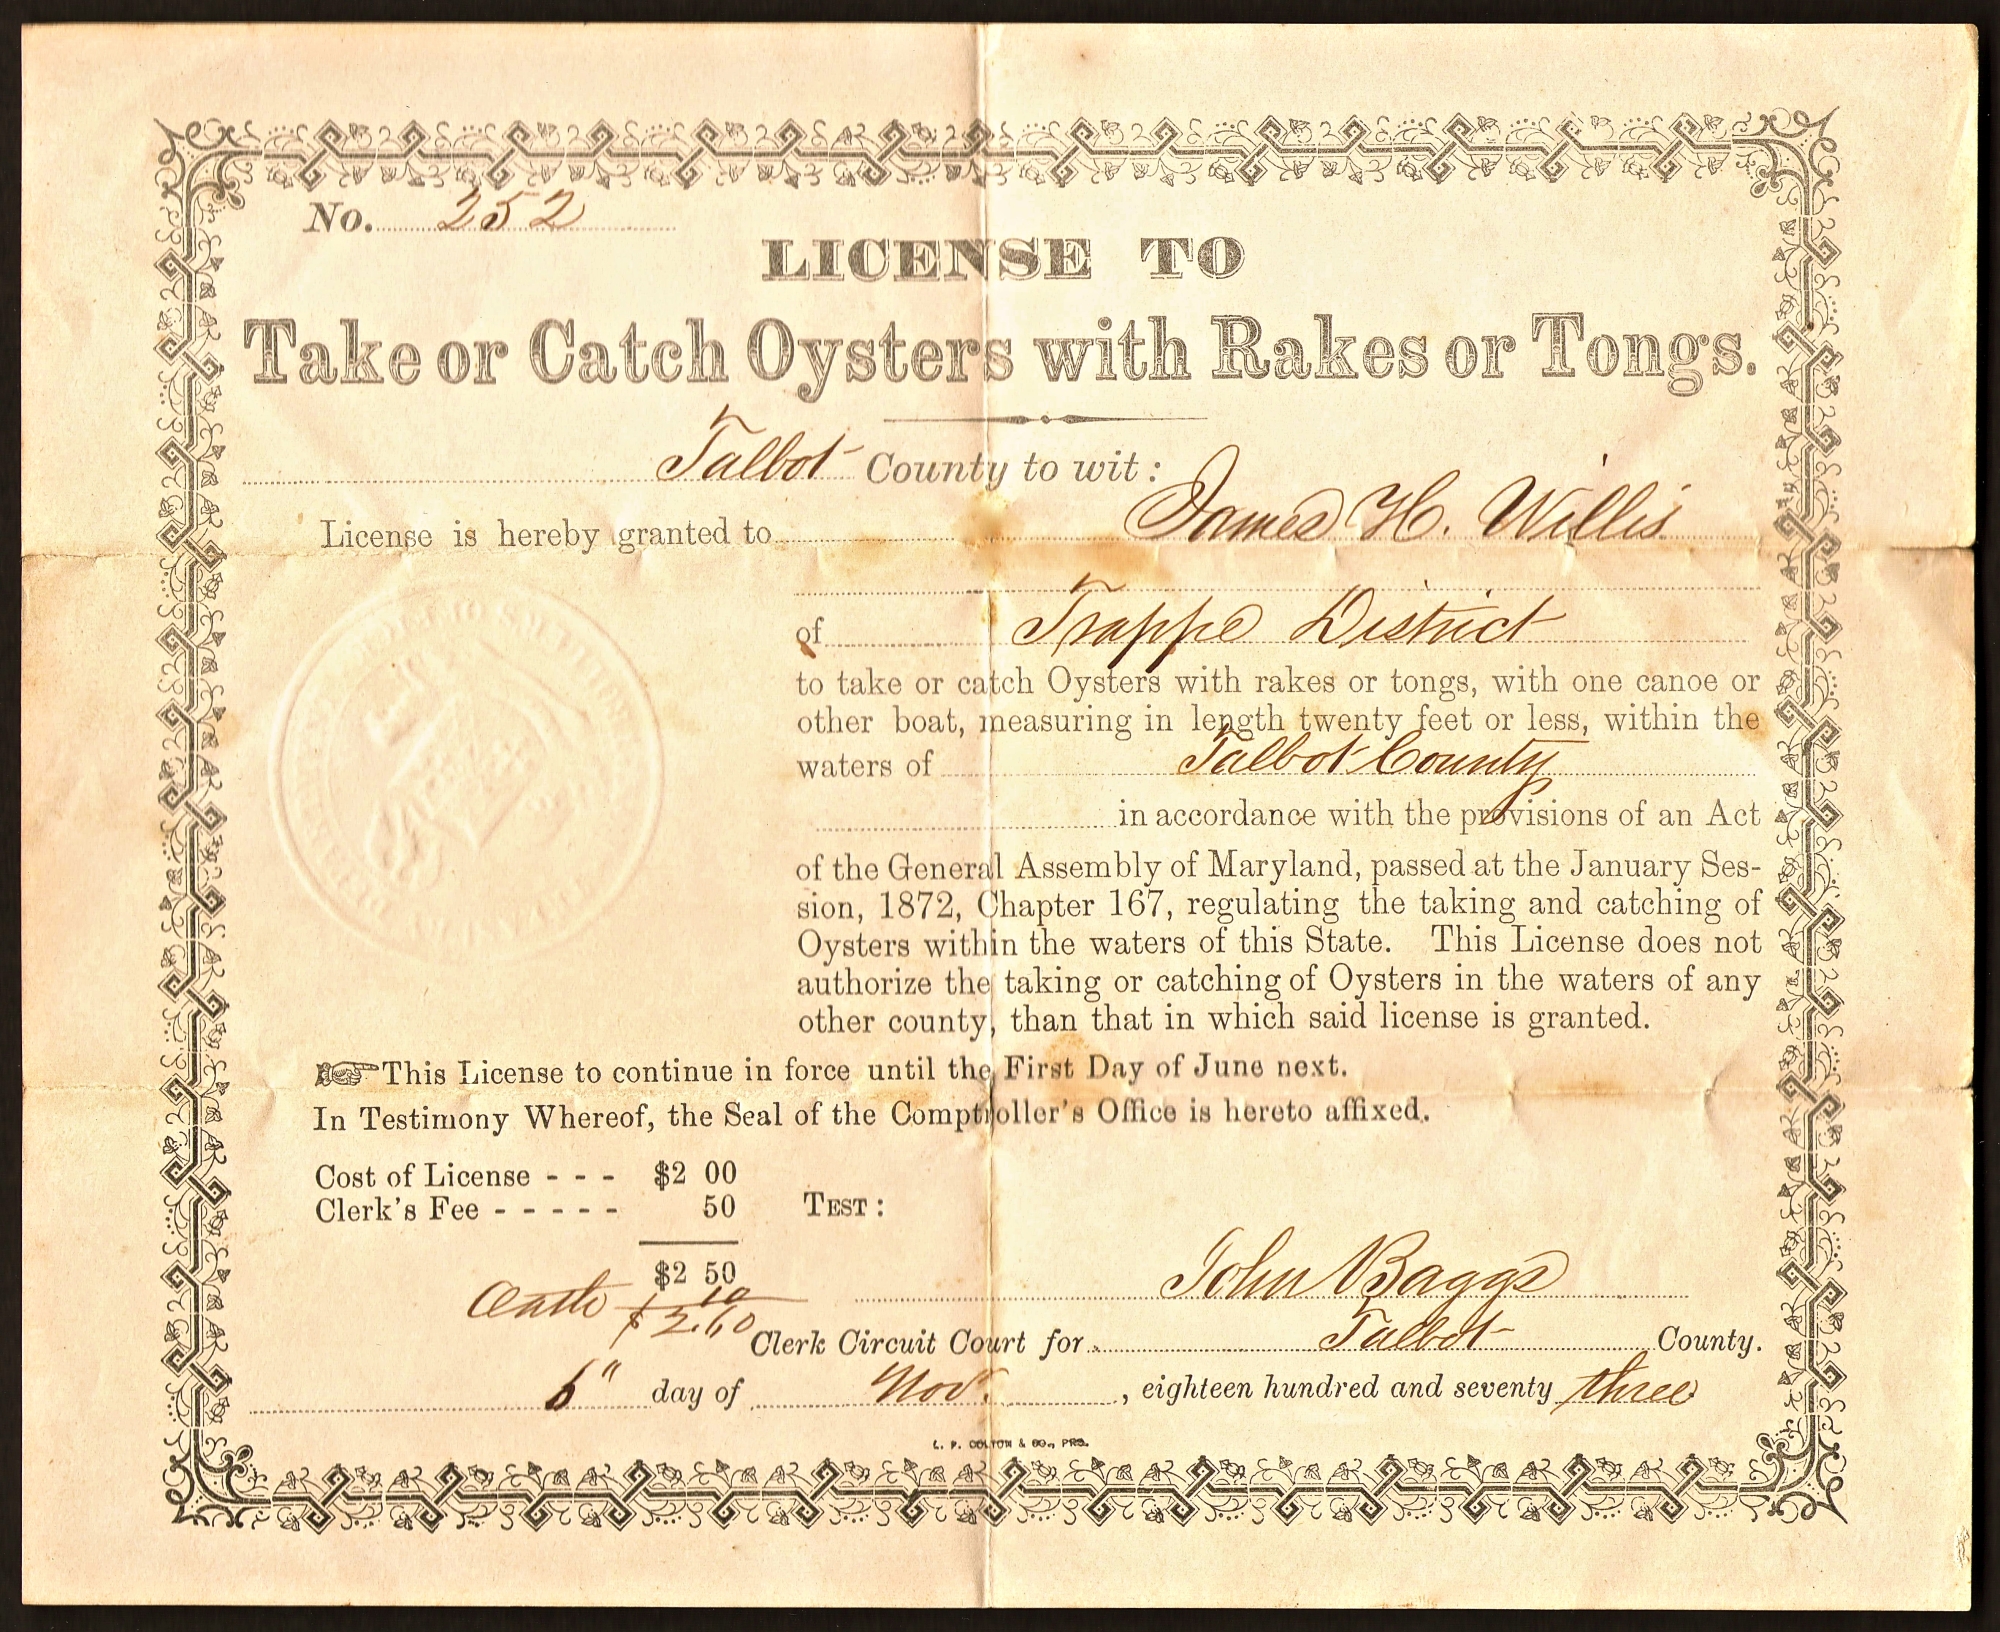 No. 252
LICENSE TO
Take or Catch Oysters with Rakes or Tongs.
Talbot County to wit:
License is hereby granted to James H. Willis
of Trappe District
to take or catch Oysters with rakes or tongs, with one canoe or
other boat, measuring in length twenty feet or less, within the
waters of Talbot County
in accordance with the provisions of an Act
of the General Assembly of Maryland, passed at the January Ses-
sion, 1872, Chapter 167, regulating the taking and catching of
Oysters within the waters of this State. This License does not
authorize the taking or catching of Oysters in the waters of any
other county, than that in which said license is granted.
☞This License to continue in force until the First Day of June next.
In Testimony Whereof, the Seal of the Comptroller's Office is hereto affixed.
Cost of License - - - $2 00
Clerk's Fee - - - - - 50
TEST:
$2 50
Oath 10
$2.60
John Baggs
Clerk Circuit Court for Talbot County.
6" day of Nov., eighteen hundred and seventy three
L. F. COLTON & CO., PRS.